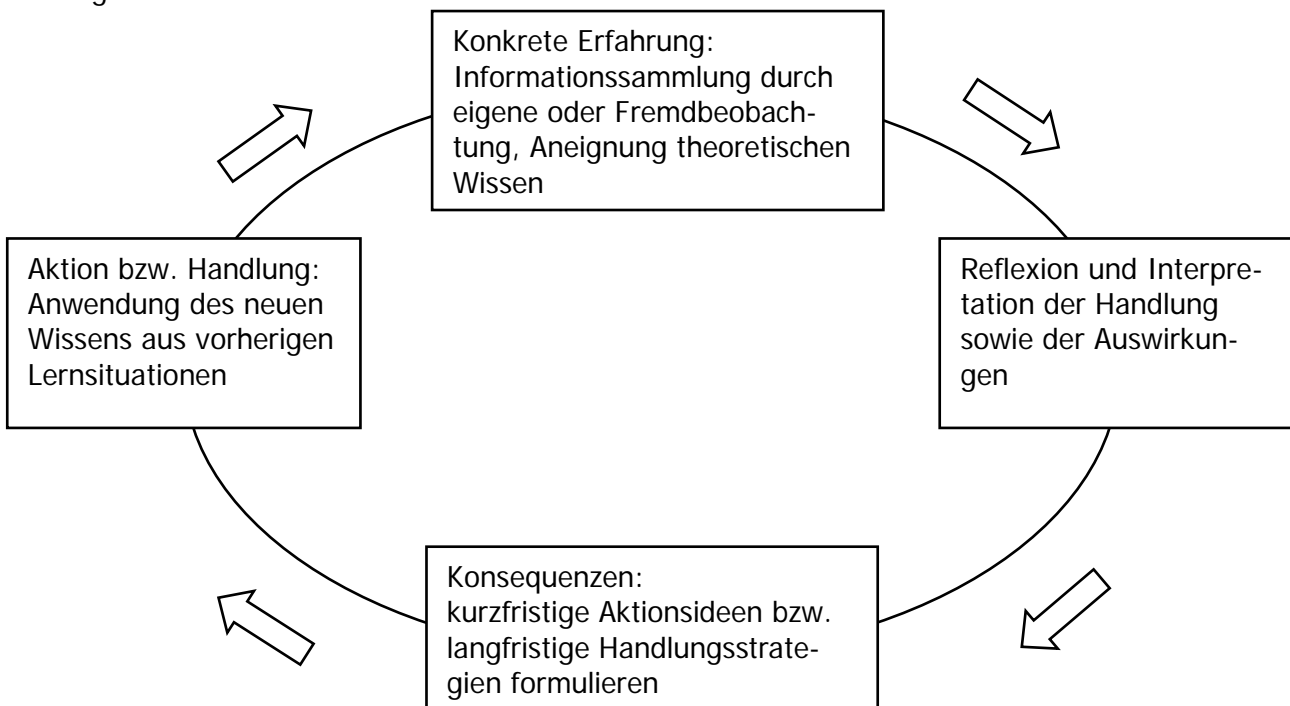 Konkrete Erfahrung:
Informationssammlung durch
eigene oder Fremdbeobach-
tung, Aneignung theoretischen
Wissen
Aktion bzw. Handlung:
Anwendung des neuen
Wissens aus vorherigen
Lernsituationen
Reflexion und Interpre-
tation der Handlung
sowie der Auswirkun-
gen
Konsequenzen:
kurzfristige Aktionsideen bzw.
langfristige Handlungsstrate-
gien formulieren